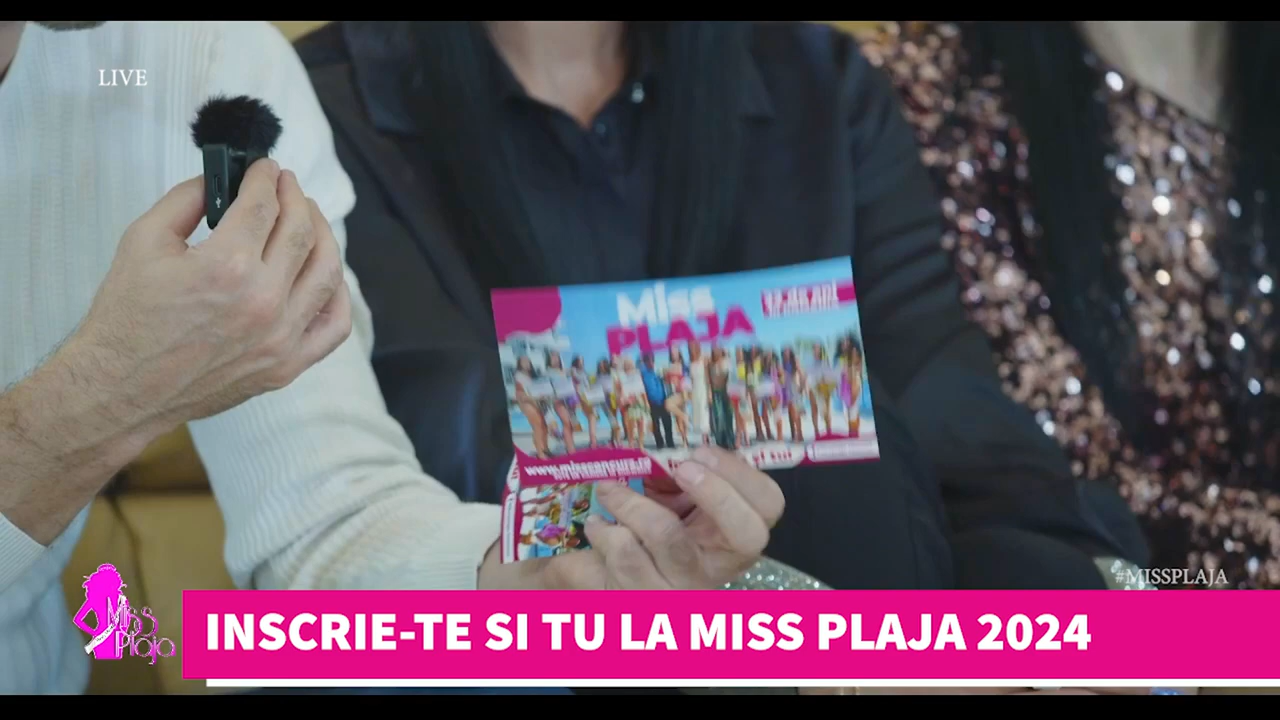 LIVE
Miss
PLAJA
#MISSPLAJA
Miss
Plaja
INSCRIE-TE SI TU LA MISS PLAJA 2024